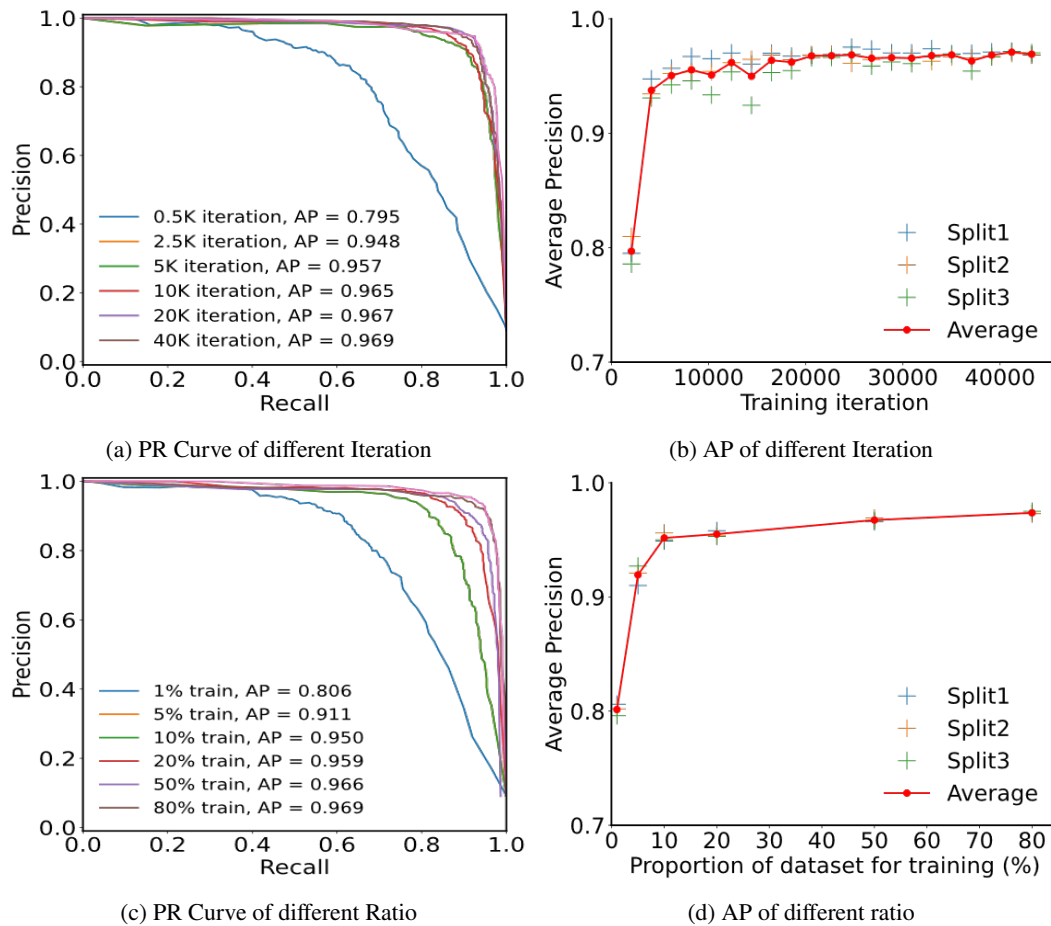 1.0
0.8
0.6
0.4
0.2
0.0
Precision
0.0 0.2 0.4 0.6 0.8 1.0
Recall
0.5K iteration, AP = 0.795
2.5K iteration, AP = 0.948
5K iteration, AP = 0.957
10K iteration, AP = 0.965
20K iteration, AP = 0.967
40K iteration, AP = 0.969
(a) PR Curve of different Iteration
1.0
0.9
0.8
0.7
Average Precision
0 10000 20000 30000 40000
Training iteration
Split1
Split2
Split3
Average
(b) AP of different Iteration
1.0
0.8
0.6
0.4
0.2
0.0
Precision
0.0 0.2 0.4 0.6 0.8 1.0
Recall
1% train, AP = 0.806
5% train, AP = 0.911
10% train, AP = 0.950
20% train, AP = 0.959
50% train, AP = 0.966
80% train, AP = 0.969
(c) PR Curve of different Ratio
1.0
0.9
0.8
0.7
Average Precision
0 10 20 30 40 50 60 70 80
Proportion of dataset for training (%)
Split1
Split2
Split3
Average
(d) AP of different ratio